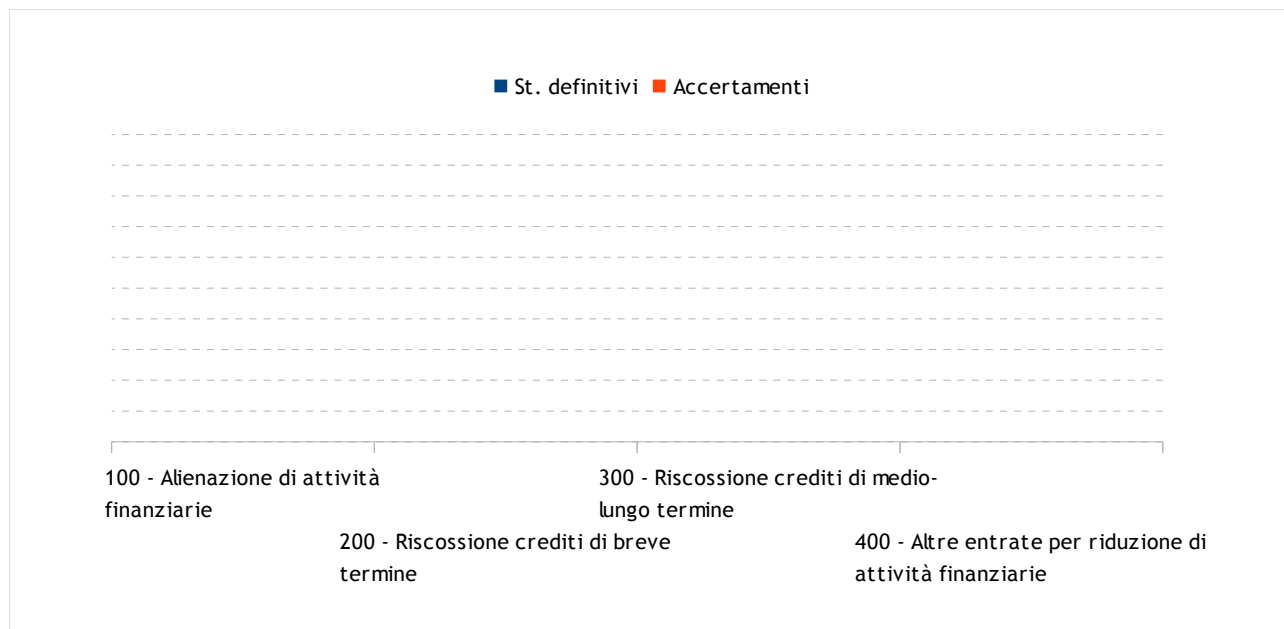 St. definitivi Accertamenti
100 - Alienazione di attività
finanziarie
200 - Riscossione crediti di breve
termine
300 - Riscossione crediti di medio-
lungo termine
400 - Altre entrate per riduzione di
attività finanziarie